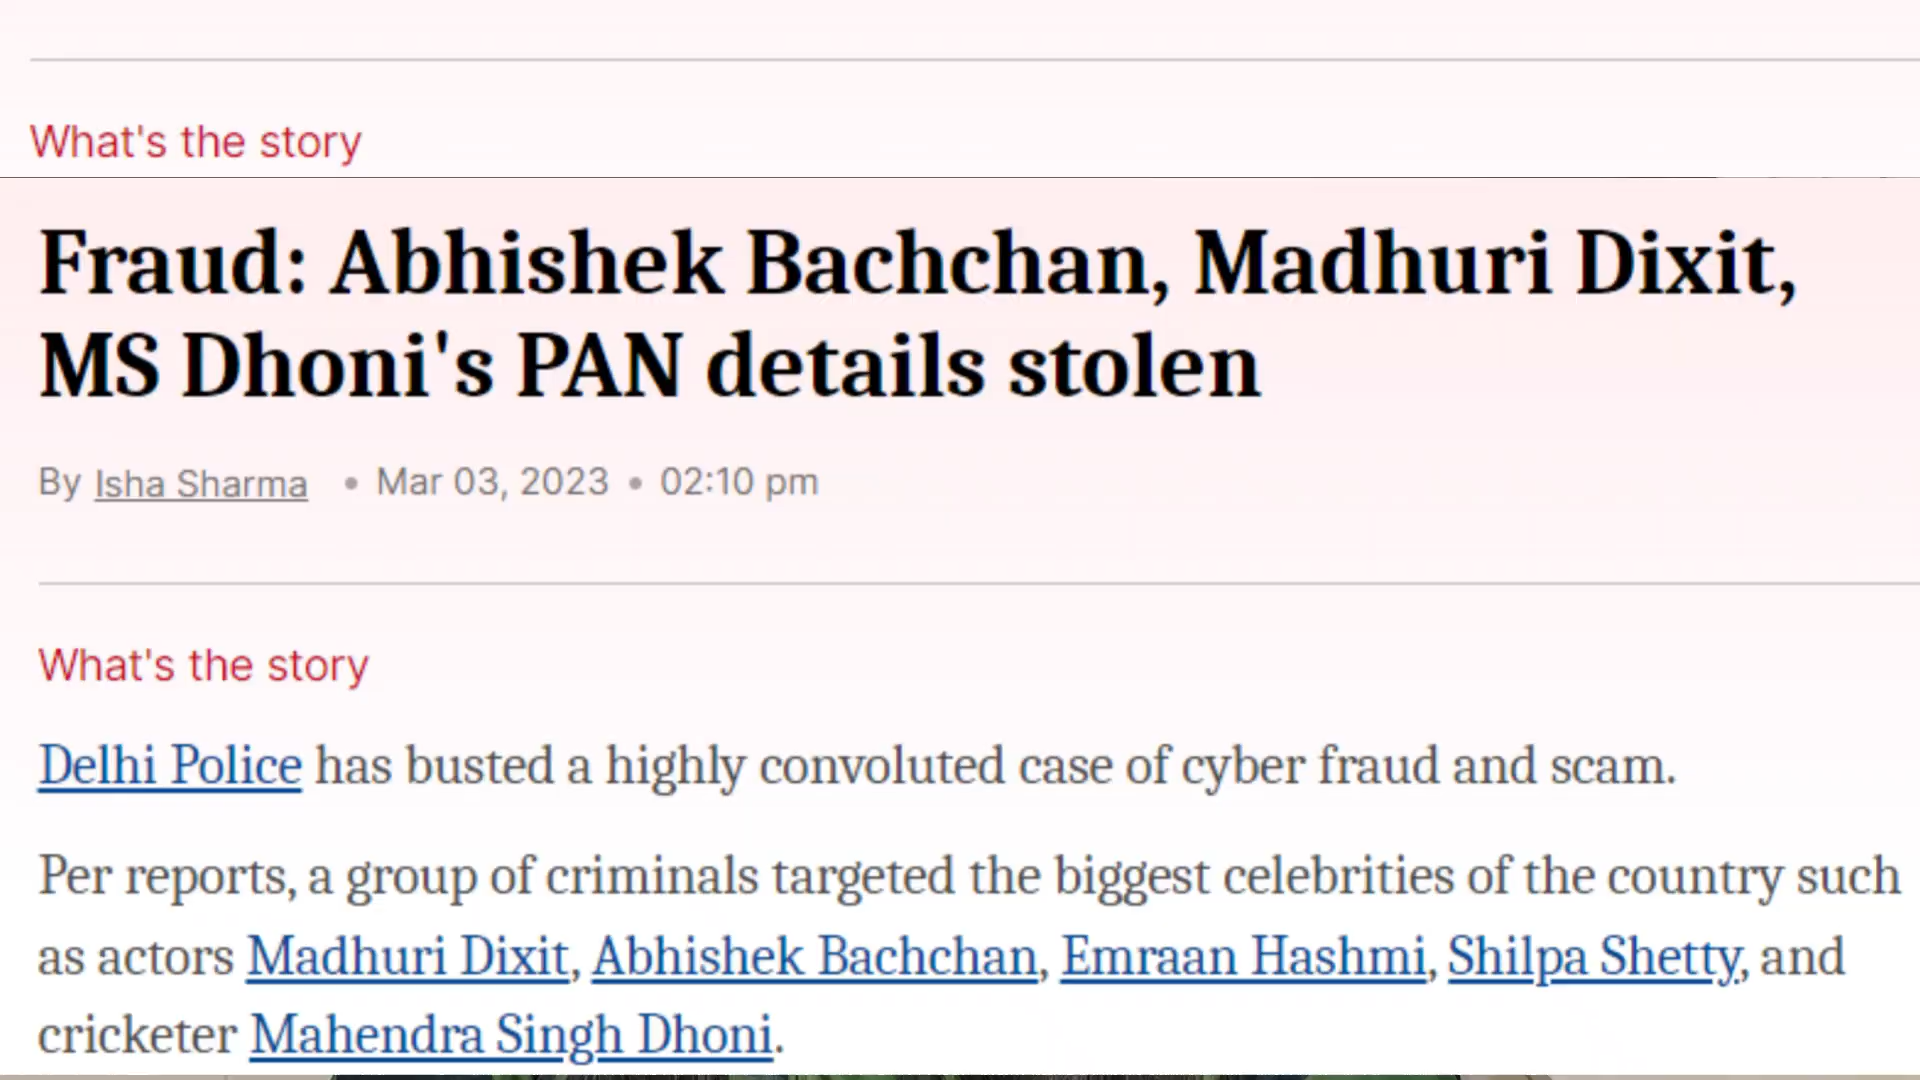 What's the story
Fraud: Abhishek Bachchan, Madhuri Dixit,
MS Dhoni's PAN details stolen
By Isha Sharma • Mar 03, 2023 • 02:10 pm
What's the story
Delhi Police has busted a highly convoluted case of cyber fraud and scam.
Per reports, a group of criminals targeted the biggest celebrities of the country such
as actors Madhuri Dixit, Abhishek Bachchan, Emraan Hashmi, Shilpa Shetty, and
cricketer Mahendra Singh Dhoni.